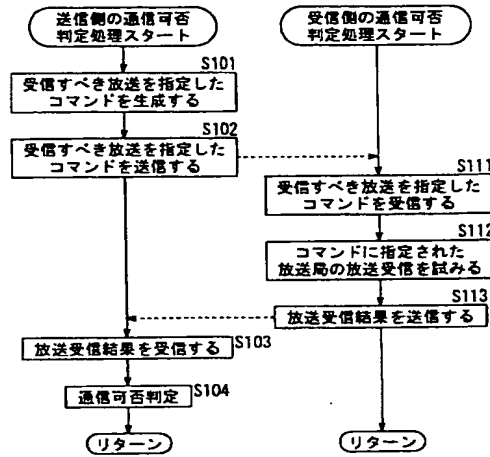 送信側の通信可否
判定処理スタート
S101
受信すべき放送を指定した
コマンドを生成する
S102
受信すべき放送を指定した
コマンドを送信する
放送受信結果を受信する
S103
通信可否判定
S104
リターン
受信側の通信可否
判定処理スタート
S111
受信すべき放送を指定した
コマンドを受信する
S112
コマンドに指定された
放送局の放送受信を試みる
S113
放送受信結果を送信する
リターン